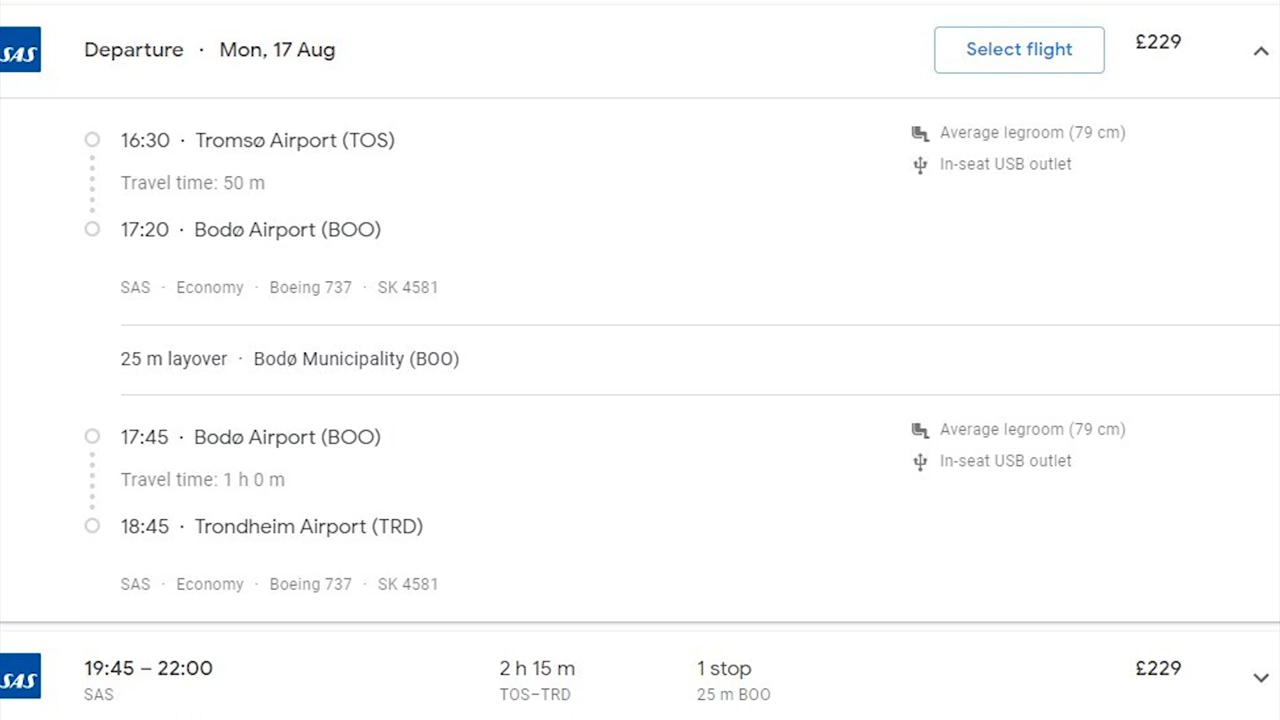 SAS Departure · Mon, 17 Aug Select flight £229
16:30 · Tromsø Airport (TOS) Average legroom (79 cm)
Travel time: 50 m In-seat USB outlet
17:20 · Bodø Airport (BOO)
SAS · Economy · Boeing 737 · SK 4581
25 m layover · Bodø Municipality (BOO)
17:45 · Bodø Airport (BOO) Average legroom (79 cm)
Travel time: 1 h 0 m In-seat USB outlet
18:45 · Trondheim Airport (TRD)
SAS · Economy · Boeing 737 · SK 4581
SAS 19:45 – 22:00 2 h 15 m 1 stop £229
SAS TOS–TRD 25 m BOO